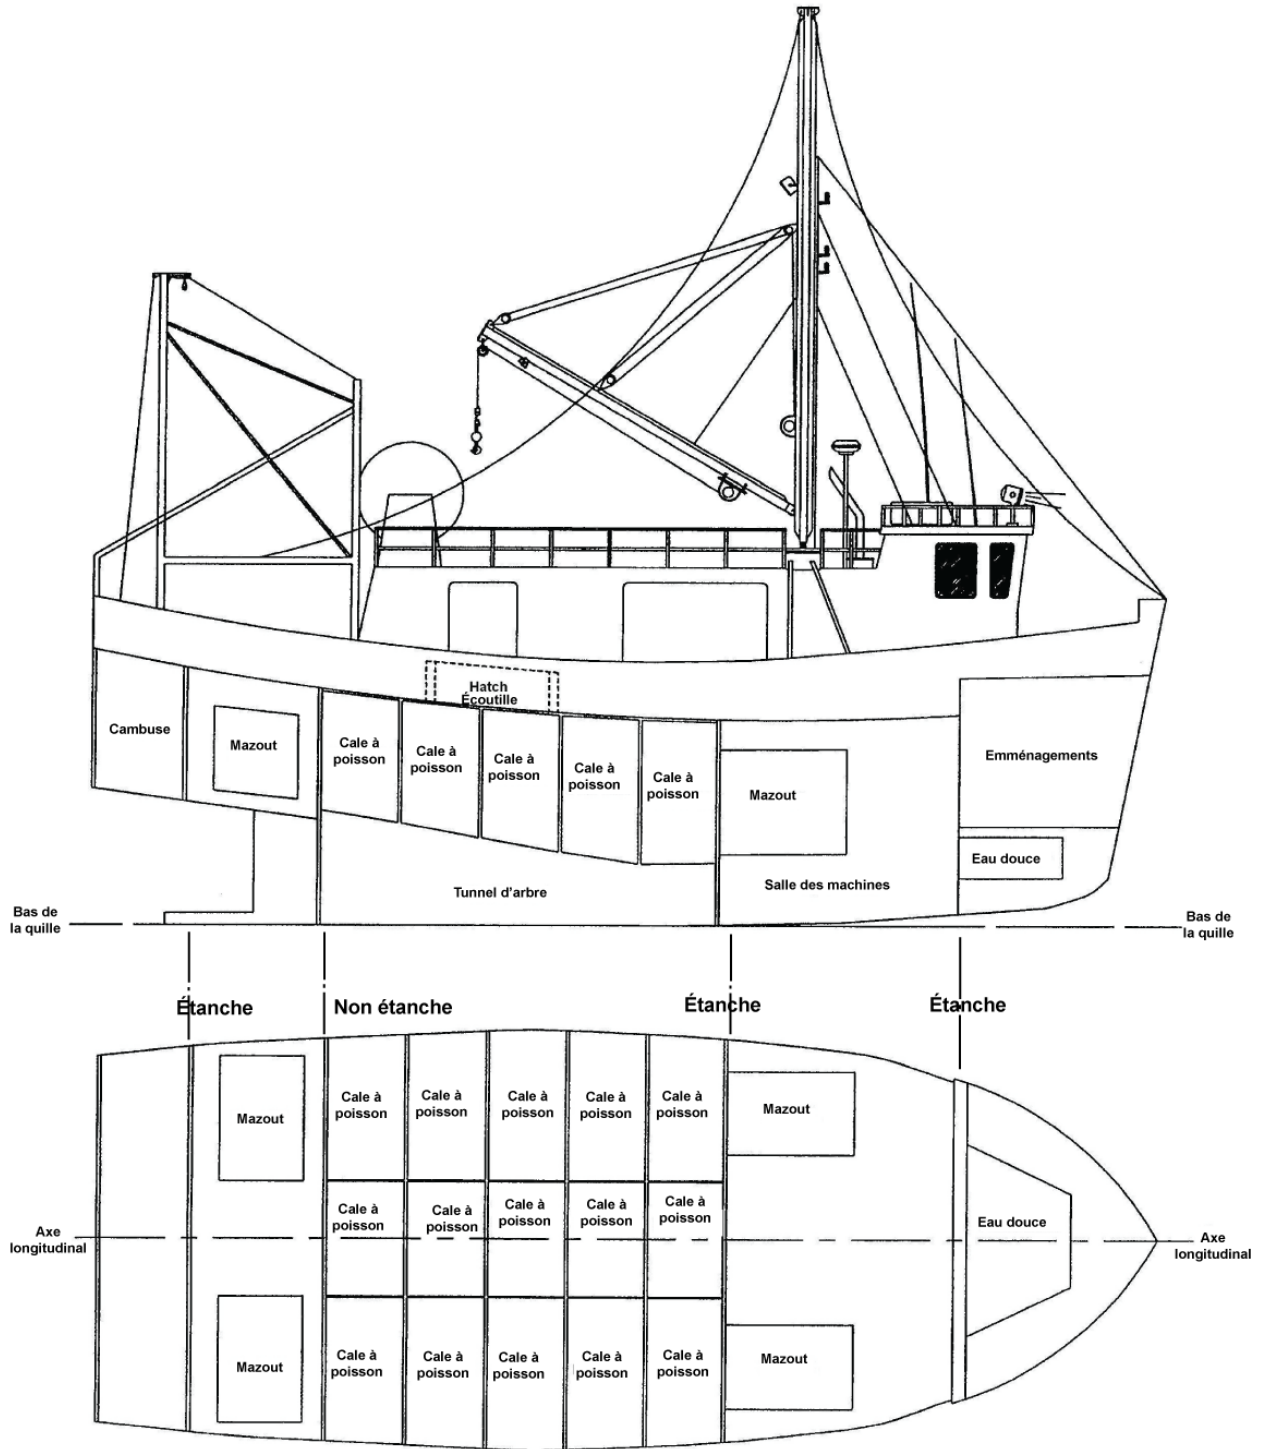 Hatch
Écoutille
Cambuse
Mazout
Cale à
poisson
Cale à
poisson
Cale à
poisson
Cale à
poisson
Cale à
poisson
Mazout
Emménagements
Eau douce
Salle des machines
Tunnel d'arbre
Bas de
la quille
Bas de
la quille
Étanche
Non étanche
Étanche
Étanche
Mazout
Cale à
poisson
Cale à
poisson
Cale à
poisson
Cale à
poisson
Cale à
poisson
Mazout
Cale à
poisson
Cale à
poisson
Cale à
poisson
Cale à
poisson
Cale à
poisson
Eau douce
Axe
longitudinal
Axe
longitudinal
Mazout
Cale à
poisson
Cale à
poisson
Cale à
poisson
Cale à
poisson
Cale à
poisson
Mazout